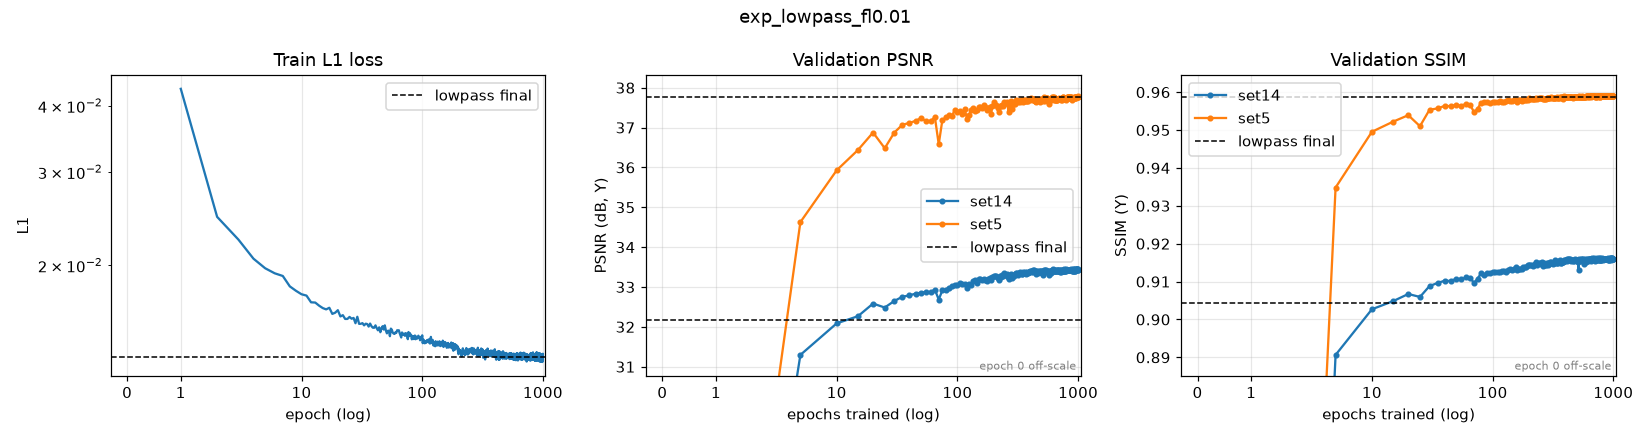 exp_lowpass_fl0.01
Train L1 loss
4 × 10⁻²
3 × 10⁻²
2 × 10⁻²
L1
lowpass final
0 1 10 100 1000
epoch (log)
Validation PSNR
38
37
36
35
34
33
32
31
PSNR (dB, Y)
set14
set5
lowpass final
epoch 0 off-scale
0 1 10 100 1000
epochs trained (log)
Validation SSIM
0.96
0.95
0.94
0.93
0.92
0.91
0.90
0.89
SSIM (Y)
set14
set5
lowpass final
epoch 0 off-scale
0 1 10 100 1000
epochs trained (log)